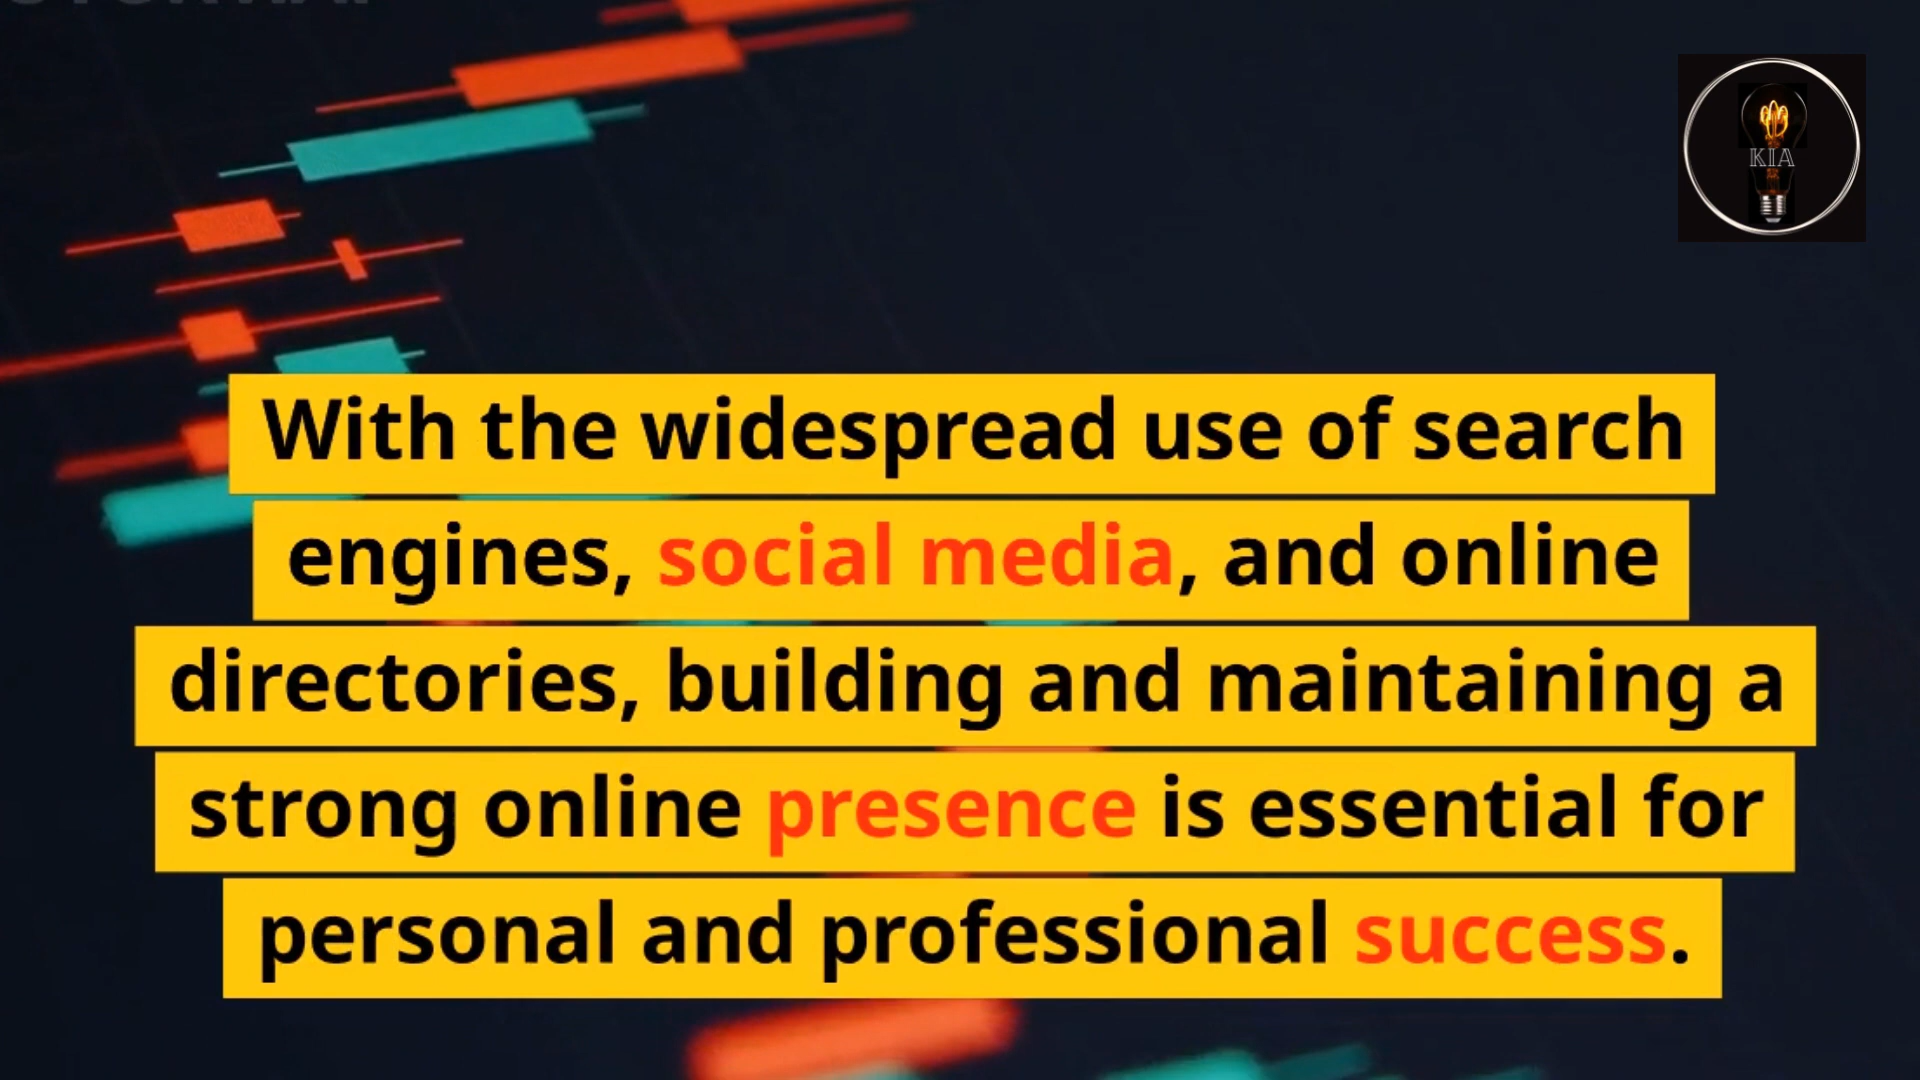 KIA
With the widespread use of search
engines, social media, and online
directories, building and maintaining a
strong online presence is essential for
personal and professional success.